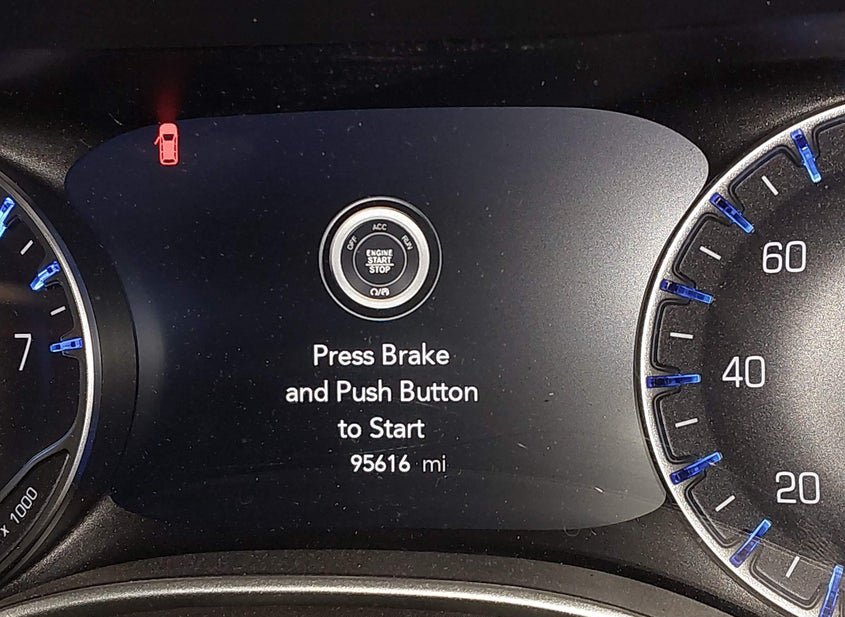 OFF
ACC
RUN
ENGINE
START
STOP
Press Brake
and Push Button
to Start
95616 mi
7
x 1000
60
40
20